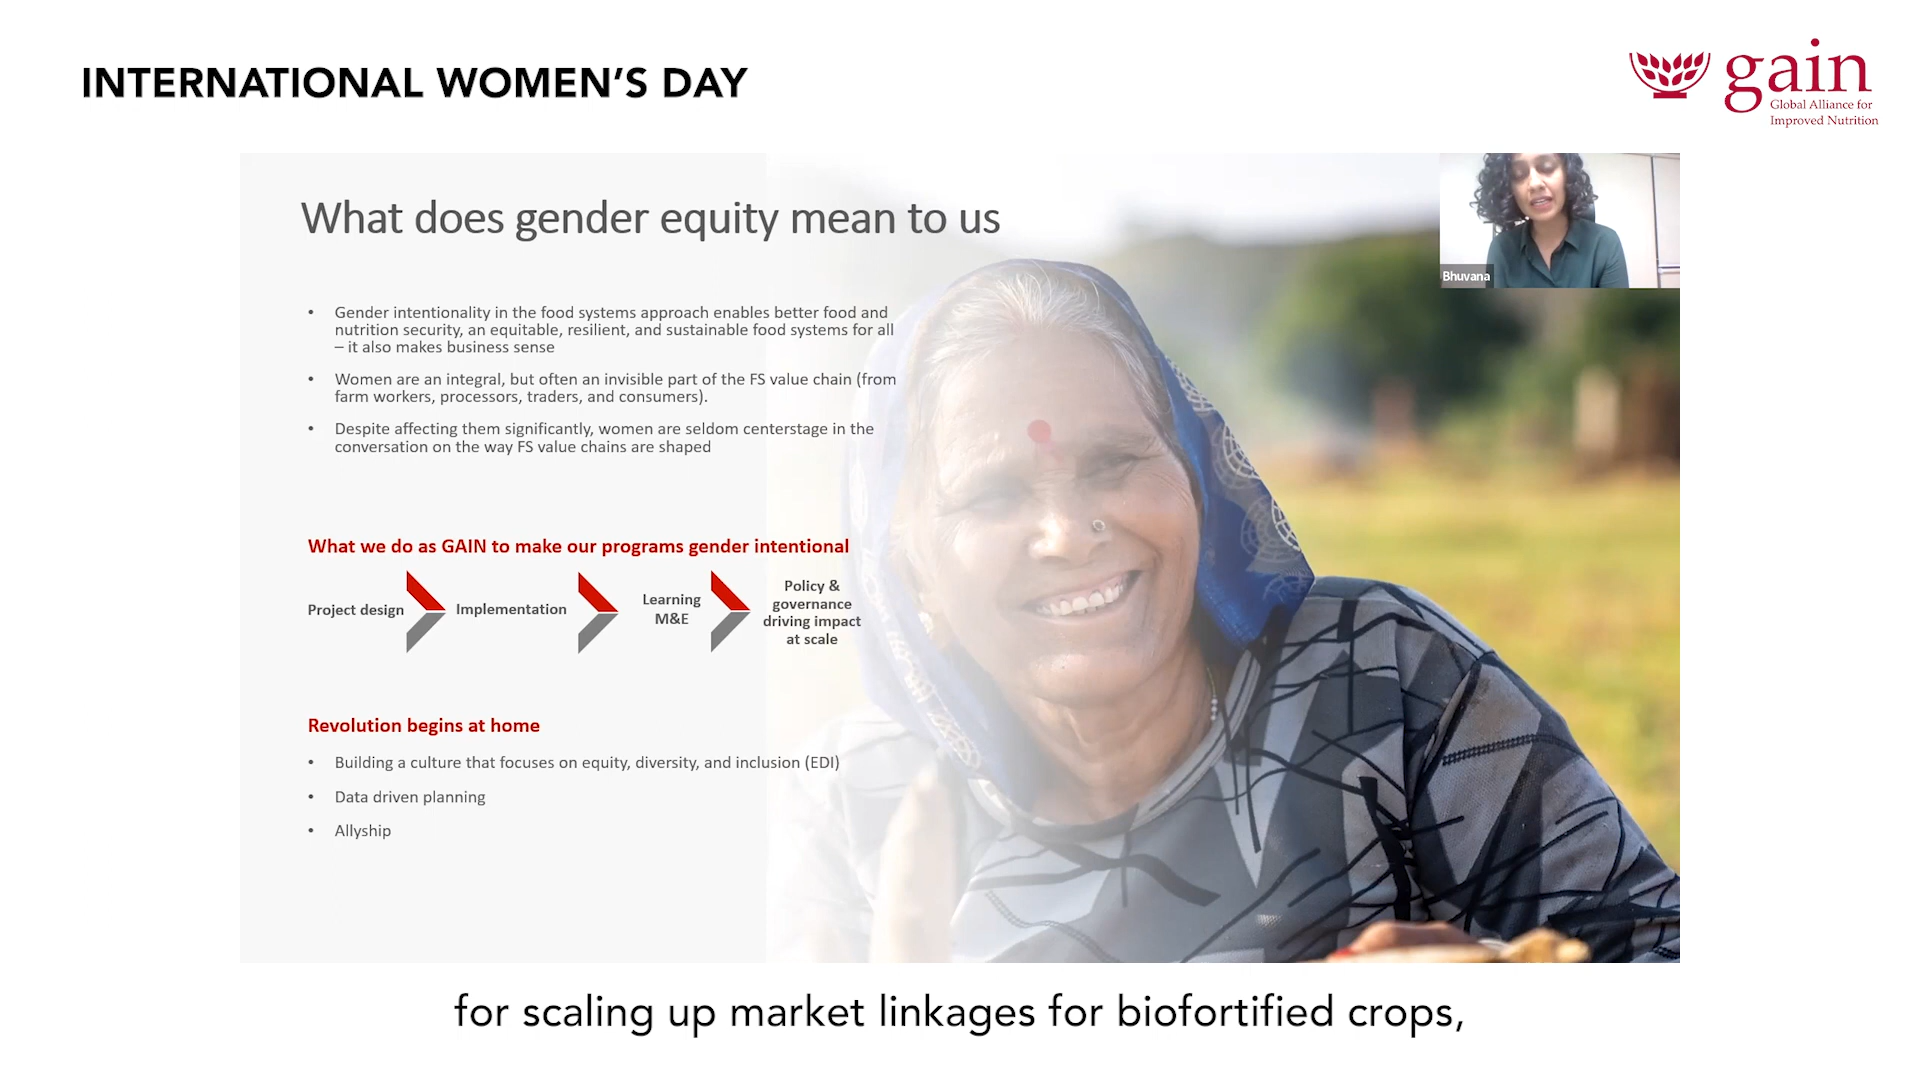 INTERNATIONAL WOMEN'S DAY
gain
Global Alliance for
Improved Nutrition
What does gender equity mean to us
Bhuvana
• Gender intentionality in the food systems approach enables better food and
nutrition security, an equitable, resilient, and sustainable food systems for all
– it also makes business sense
• Women are an integral, but often an invisible part of the FS value chain (from
farm workers, processors, traders, and consumers).
• Despite affecting them significantly, women are seldom centerstage in the
conversation on the way FS value chains are shaped
What we do as GAIN to make our programs gender intentional
Project design
Implementation
Learning
M&E
Policy &
governance
driving impact
at scale
Revolution begins at home
• Building a culture that focuses on equity, diversity, and inclusion (EDI)
• Data driven planning
• Allyship
for scaling up market linkages for biofortified crops,